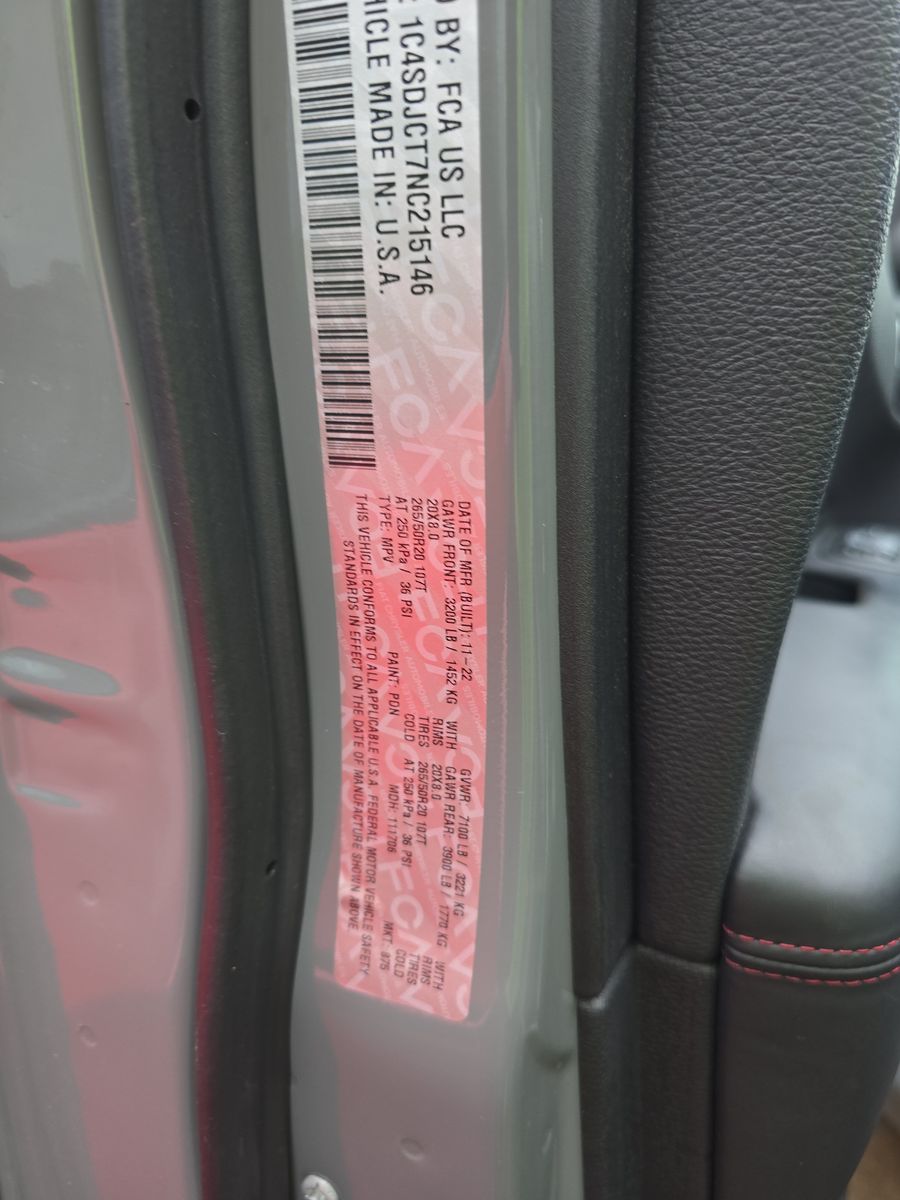 D BY: FCA US LLC
E 1C4SDJCT7NC215146
HICLE MADE IN: U.S.A.
DATE OF MFR (BUILT): 11-22 GVWR: 7100 LB / 3221 KG
GAWR FRONT: 3200 LB / 1452 KG WITH GAWR REAR: 3900 LB / 1770 KG WITH
20X8.0 RIMS 20X8.0 RIMS
265/50R20 107T TIRES 265/50R20 107T TIRES
AT 250 kPa / 36 PSI COLD AT 250 kPa / 36 PSI COLD
TYPE: MPV PAINT: PDN MDH: 111706 MKT: 975
THIS VEHICLE CONFORMS TO ALL APPLICABLE U.S.A. FEDERAL MOTOR VEHICLE SAFETY
STANDARDS IN EFFECT ON THE DATE OF MANUFACTURE SHOWN ABOVE.